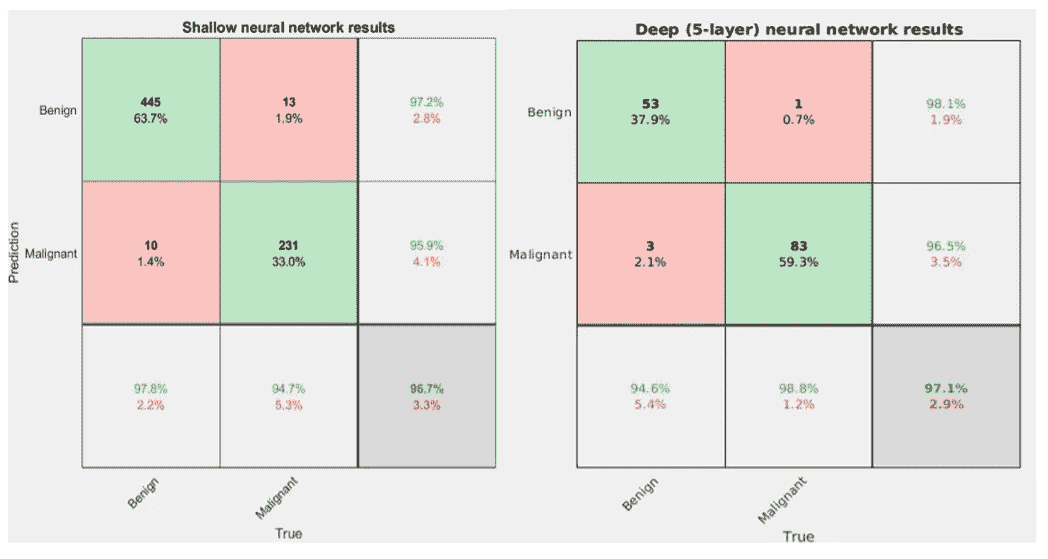 Shallow neural network results
Benign
445
63.7%
13
1.9%
97.2%
2.8%
Prediction
Malignant
10
1.4%
231
33.0%
95.9%
4.1%
97.8%
2.2%
94.7%
5.3%
96.7%
3.3%
Benign
Malignant
True
Deep (5-layer) neural network results
Benign
53
37.9%
1
0.7%
98.1%
1.9%
Malignant
3
2.1%
83
59.3%
96.5%
3.5%
94.6%
5.4%
98.8%
1.2%
97.1%
2.9%
Benign
Malignant
True